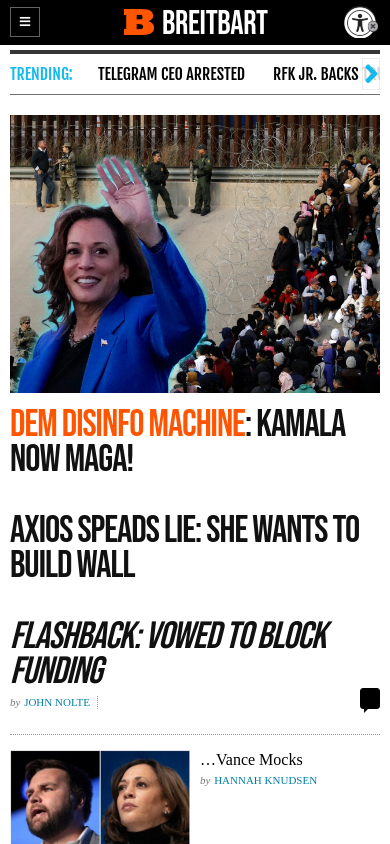 BREITBART
TRENDING:
TELEGRAM CEO ARRESTED
RFK JR. BACKS
DEM DISINFO MACHINE: KAMALA
NOW MAGA!
AXIOS SPEADS LIE: SHE WANTS TO
BUILD WALL
FLASHBACK: VOWED TO BLOCK
FUNDING
by JOHN NOLTE
…Vance Mocks
by HANNAH KNUDSEN